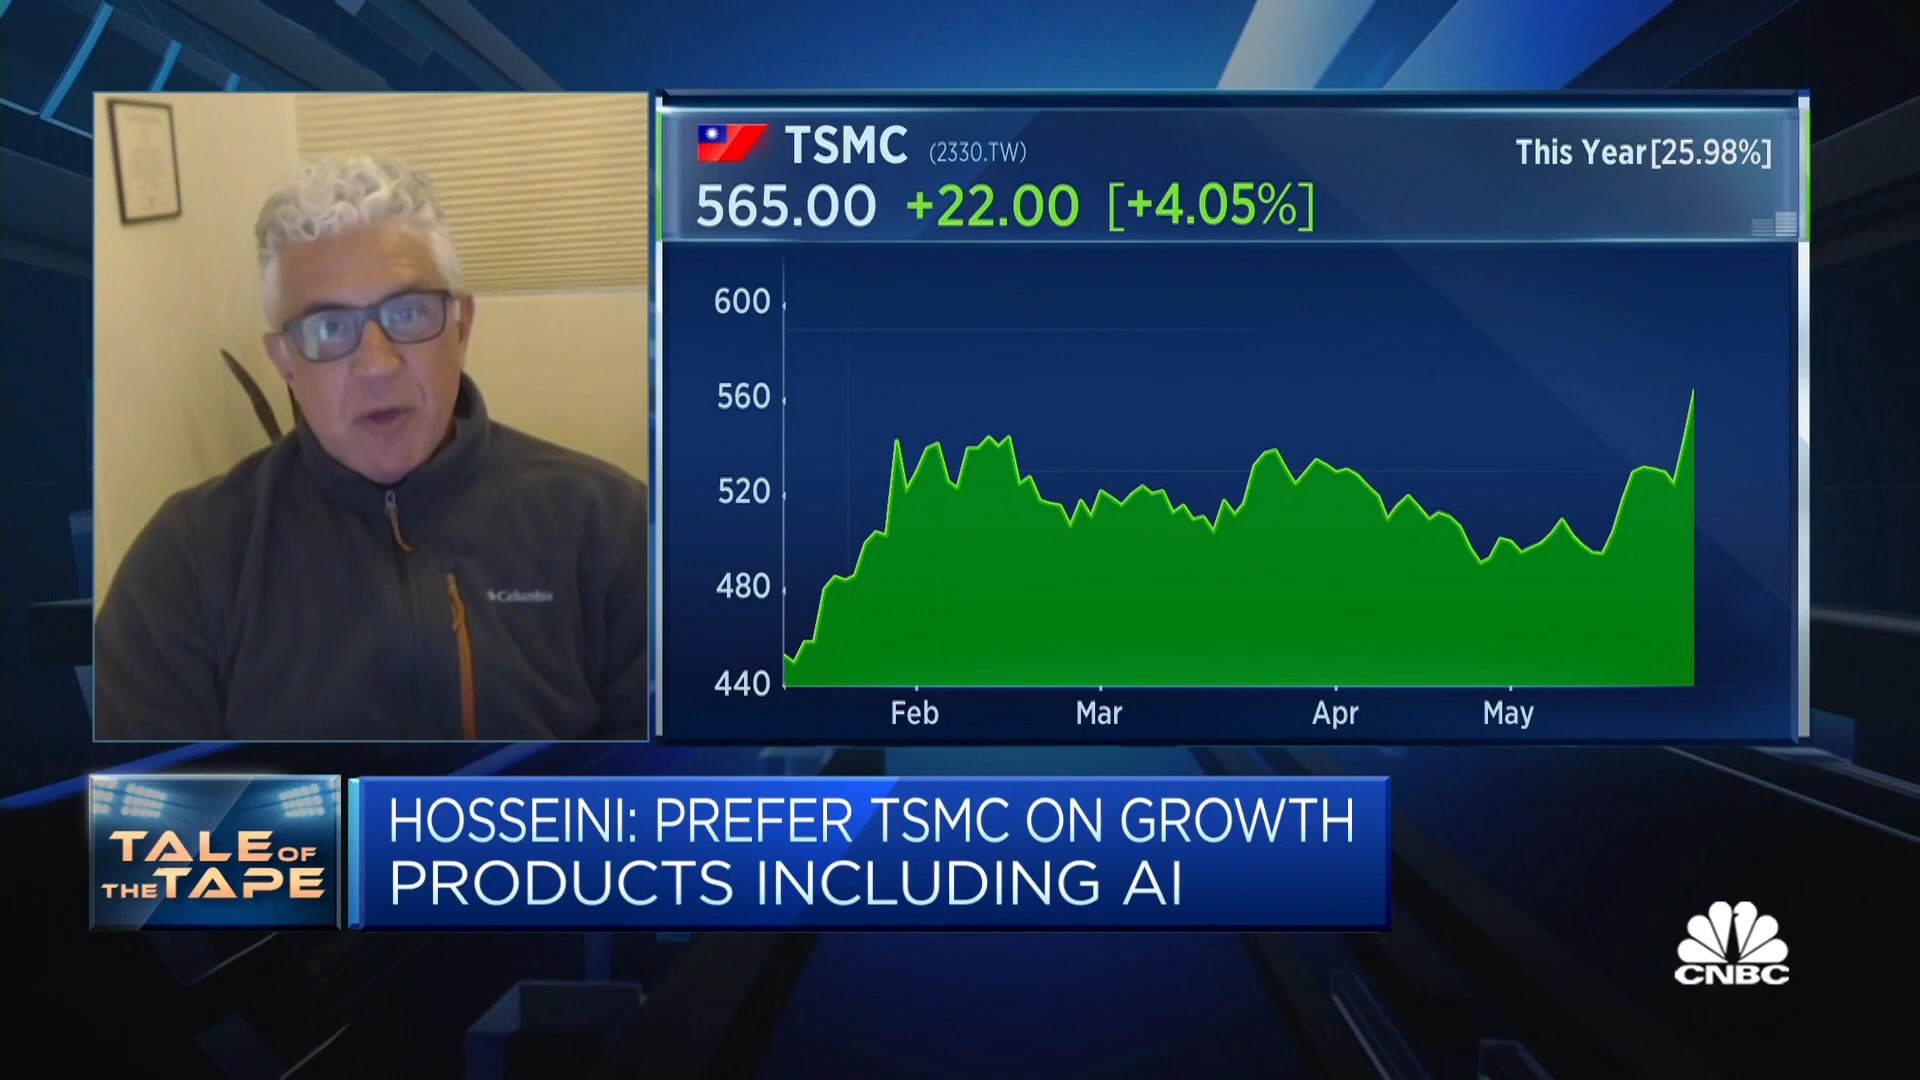 TSMC (2330.TW)
This Year[25.98%]
565.00 +22.00 [+4.05%]
600
560
520
480
440
Feb Mar Apr May
Columbia
TALE OF
THE TAPE
HOSSEINI: PREFER TSMC ON GROWTH
PRODUCTS INCLUDING AI
CNBC